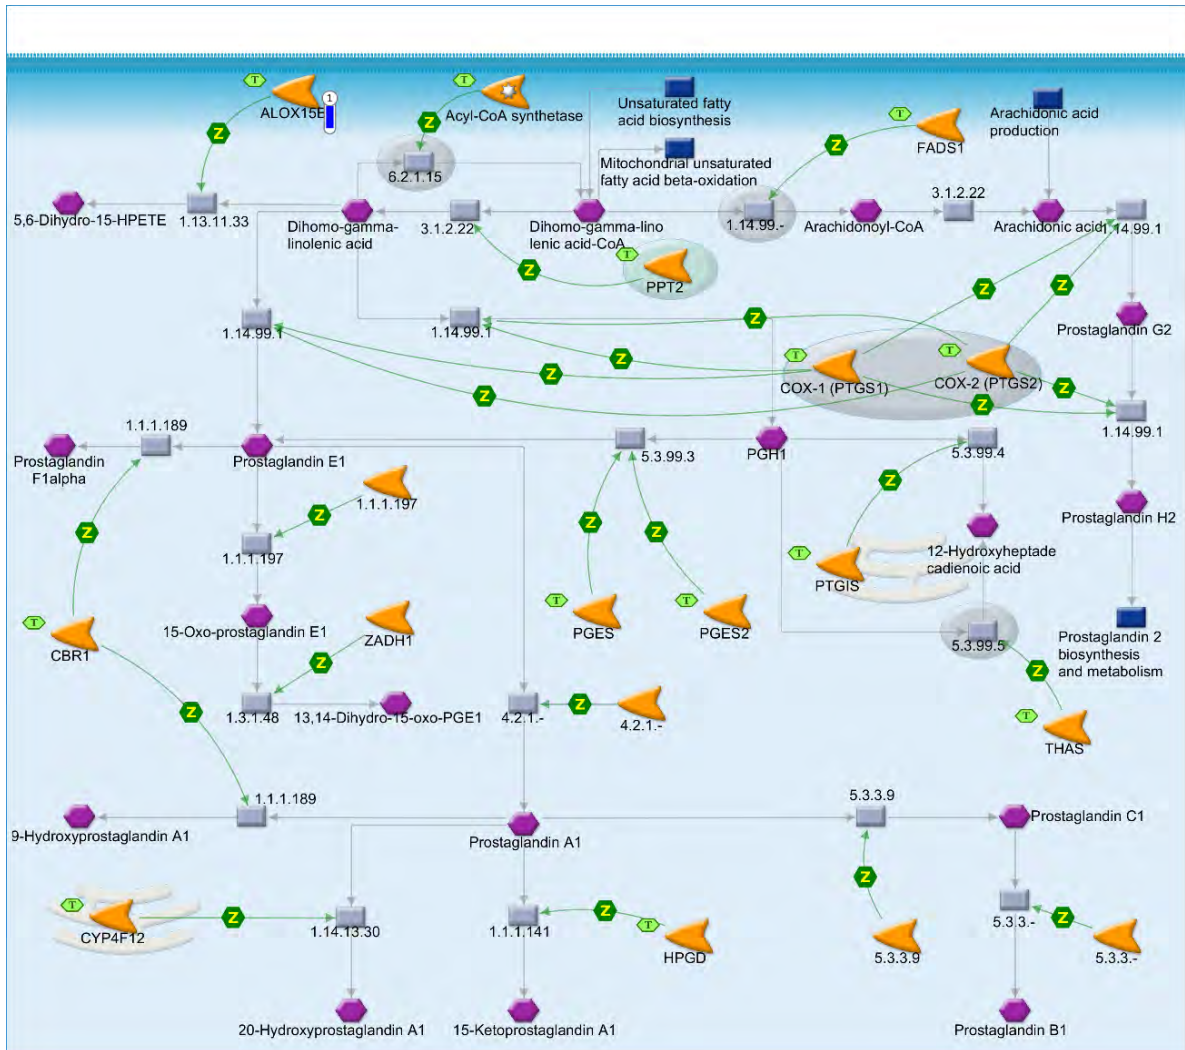 T
T
1
ALOX15B
Acyl-CoA synthetase
Unsaturated fatty
acid biosynthesis
Arachidonic acid
production
T
FADS1
Z
Z
Z
6.2.1.15
Mitochondrial unsaturated
fatty acid beta-oxidation
3.1.2.22
5,6-Dihydro-15-HPETE
1.13.11.33
Dihomo-gamma-
linolenic acid
3.1.2.22
Dihomo-gamma-lino
lenic acid-CoA
1.14.99.-
Arachidonoyl-CoA
Arachidonic acid
1.14.99.1
T
Z
PPT2
Z
Z
1.14.99.1
1.14.99.1
Z
Prostaglandin G2
T
T
Z
Z
COX-1 (PTGS1)
COX-2 (PTGS2)
Z
Z
Z
1.14.99.1
1.1.1.189
Prostaglandin
F1alpha
Prostaglandin E1
5.3.99.3
PGH1
5.3.99.4
Z
1.1.1.197
Z
Z
Z
Z
Prostaglandin H2
1.1.1.197
T
PTGIS
12-Hydroxyheptade
cadienoic acid
T
T
T
CBR1
15-Oxo-prostaglandin E1
ZADH1
PGES
PGES2
5.3.99.5
Prostaglandin 2
biosynthesis
and metabolism
Z
Z
Z
1.3.1.48
13,14-Dihydro-15-oxo-PGE1
4.2.1.-
Z
4.2.1.-
T
THAS
1.1.1.189
5.3.3.9
9-Hydroxyprostaglandin A1
Prostaglandin A1
Prostaglandin C1
Z
T
CYP4F12
Z
1.14.13.30
1.1.1.141
Z
T
HPGD
5.3.3.9
5.3.3.-
Z
5.3.3.-
20-Hydroxyprostaglandin A1
15-Ketoprostaglandin A1
Prostaglandin B1